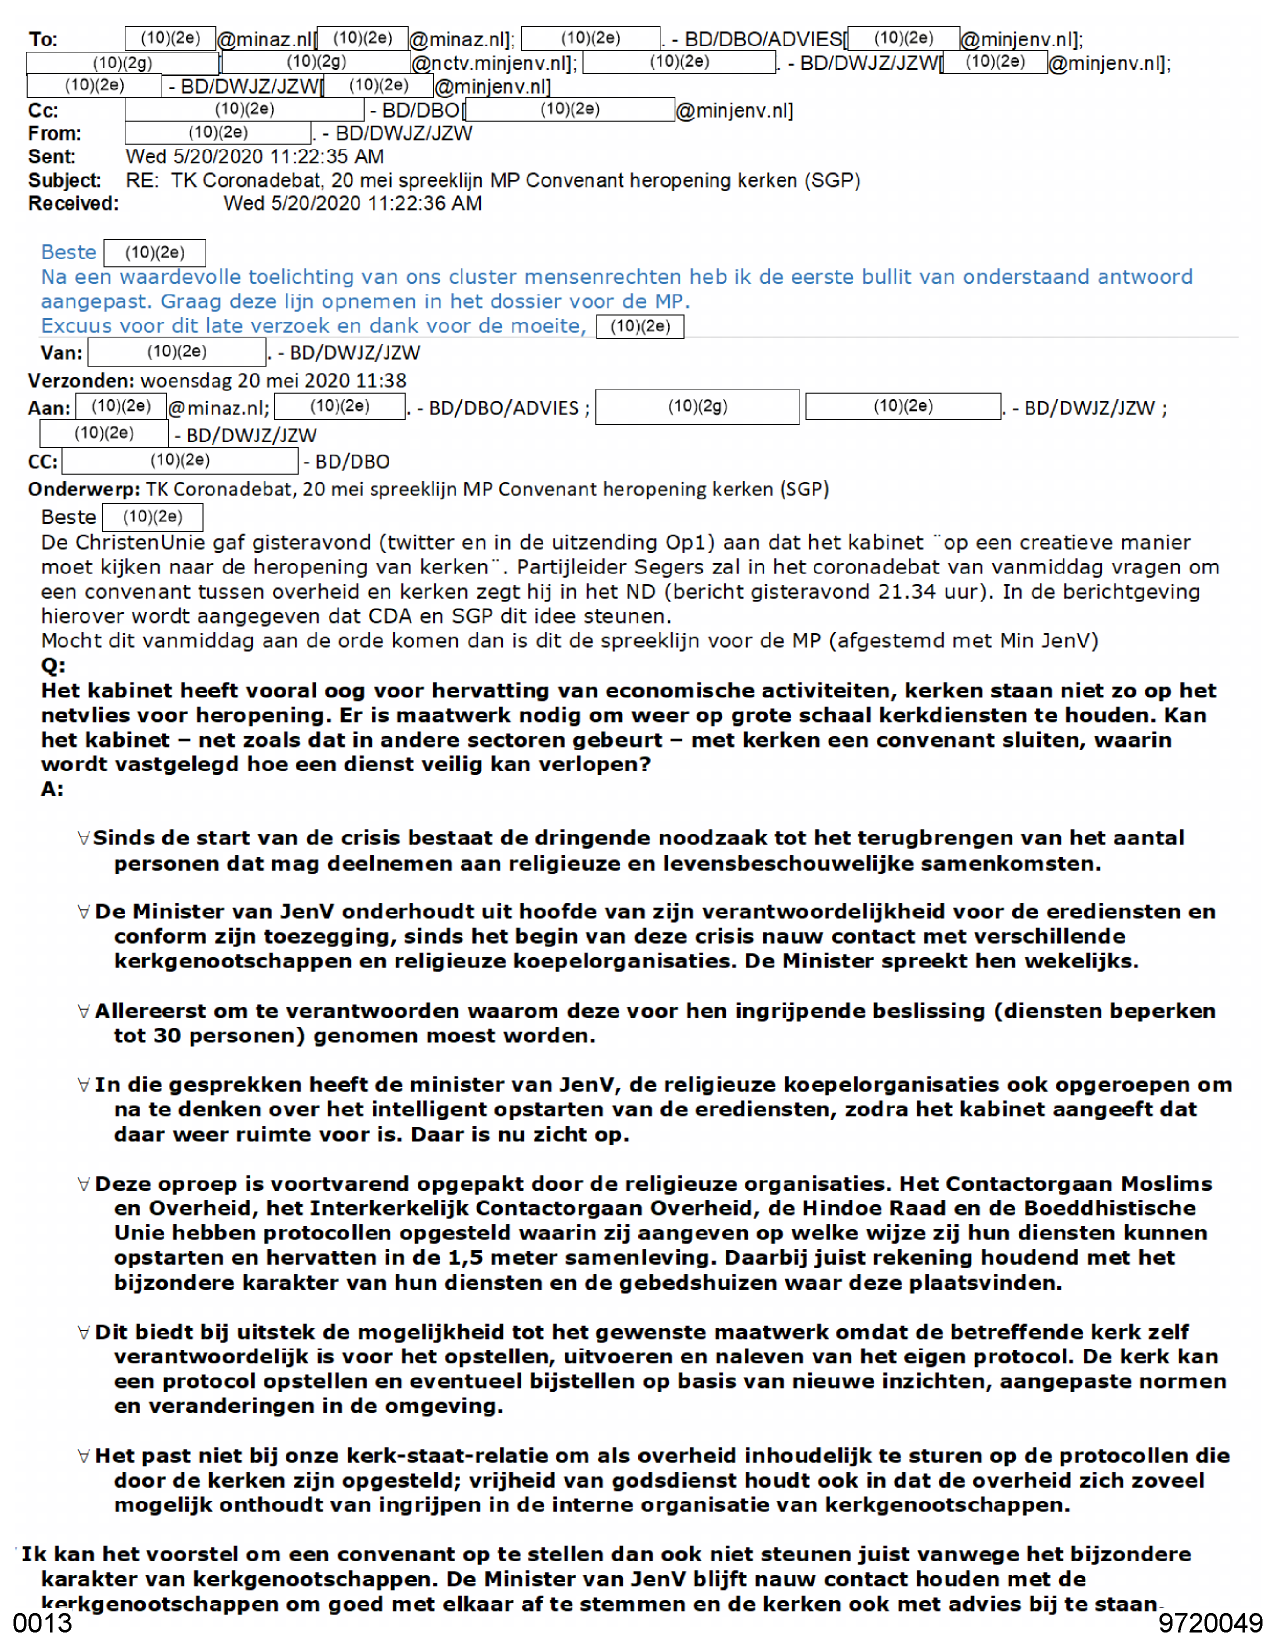 To: (10)(2e) @minaz.nl[ (10)(2e) @minaz.nl]; (10)(2e) . - BD/DBO/ADVIES[ (10)(2e) @minjenv.nl];
(10)(2g) (10)(2g) @nctv.minjenv.nl]; (10)(2e) . - BD/DWJZ/JZW[ (10)(2e) @minjenv.nl];
(10)(2e) - BD/DWJZ/JZW[ (10)(2e) @minjenv.nl]
Cc: (10)(2e) - BD/DBO[ (10)(2e) @minjenv.nl]
From: (10)(2e) . - BD/DWJZ/JZW
Sent: Wed 5/20/2020 11:22:35 AM
Subject: RE: TK Coronadebat, 20 mei spreeklijn MP Convenant heropening kerken (SGP)
Received: Wed 5/20/2020 11:22:36 AM
Beste (10)(2e)
Na een waardevolle toelichting van ons cluster mensenrechten heb ik de eerste bullit van onderstaand antwoord
aangepast. Graag deze lijn opnemen in het dossier voor de MP.
Excuus voor dit late verzoek en dank voor de moeite, (10)(2e)
Van: (10)(2e) . - BD/DWJZ/JZW
Verzonden: woensdag 20 mei 2020 11:38
Aan: (10)(2e) @minaz.nl; (10)(2e) . - BD/DBO/ADVIES ; (10)(2g) (10)(2e) . - BD/DWJZ/JZW ;
(10)(2e) - BD/DWJZ/JZW
CC: (10)(2e) - BD/DBO
Onderwerp: TK Coronadebat, 20 mei spreeklijn MP Convenant heropening kerken (SGP)
Beste (10)(2e)
De ChristenUnie gaf gisteravond (twitter en in de uitzending Op1) aan dat het kabinet ¨op een creatieve manier
moet kijken naar de heropening van kerken¨. Partijleider Segers zal in het coronadebat van vanmiddag vragen om
een convenant tussen overheid en kerken zegt hij in het ND (bericht gisteravond 21.34 uur). In de berichtgeving
hierover wordt aangegeven dat CDA en SGP dit idee steunen.
Mocht dit vanmiddag aan de orde komen dan is dit de spreeklijn voor de MP (afgestemd met Min JenV)
Q:
Het kabinet heeft vooral oog voor hervatting van economische activiteiten, kerken staan niet zo op het
netvlies voor heropening. Er is maatwerk nodig om weer op grote schaal kerkdiensten te houden. Kan
het kabinet – net zoals dat in andere sectoren gebeurt – met kerken een convenant sluiten, waarin
wordt vastgelegd hoe een dienst veilig kan verlopen?
A:
∀ Sinds de start van de crisis bestaat de dringende noodzaak tot het terugbrengen van het aantal
personen dat mag deelnemen aan religieuze en levensbeschouwelijke samenkomsten.
∀ De Minister van JenV onderhoudt uit hoofde van zijn verantwoordelijkheid voor de erediensten en
conform zijn toezegging, sinds het begin van deze crisis nauw contact met verschillende
kerkgenootschappen en religieuze koepelorganisaties. De Minister spreekt hen wekelijks.
∀ Allereerst om te verantwoorden waarom deze voor hen ingrijpende beslissing (diensten beperken
tot 30 personen) genomen moest worden.
∀ In die gesprekken heeft de minister van JenV, de religieuze koepelorganisaties ook opgeroepen om
na te denken over het intelligent opstarten van de erediensten, zodra het kabinet aangeeft dat
daar weer ruimte voor is. Daar is nu zicht op.
∀ Deze oproep is voortvarend opgepakt door de religieuze organisaties. Het Contactorgaan Moslims
en Overheid, het Interkerkelijk Contactorgaan Overheid, de Hindoe Raad en de Boeddhistische
Unie hebben protocollen opgesteld waarin zij aangeven op welke wijze zij hun diensten kunnen
opstarten en hervatten in de 1,5 meter samenleving. Daarbij juist rekening houdend met het
bijzondere karakter van hun diensten en de gebedshuizen waar deze plaatsvinden.
∀ Dit biedt bij uitstek de mogelijkheid tot het gewenste maatwerk omdat de betreffende kerk zelf
verantwoordelijk is voor het opstellen, uitvoeren en naleven van het eigen protocol. De kerk kan
een protocol opstellen en eventueel bijstellen op basis van nieuwe inzichten, aangepaste normen
en veranderingen in de omgeving.
∀ Het past niet bij onze kerk-staat-relatie om als overheid inhoudelijk te sturen op de protocollen die
door de kerken zijn opgesteld; vrijheid van godsdienst houdt ook in dat de overheid zich zoveel
mogelijk onthoudt van ingrijpen in de interne organisatie van kerkgenootschappen.
Ik kan het voorstel om een convenant op te stellen dan ook niet steunen juist vanwege het bijzondere
karakter van kerkgenootschappen. De Minister van JenV blijft nauw contact houden met de
kerkgenootschappen om goed met elkaar af te stemmen en de kerken ook met advies bij te staan
0013 9720049